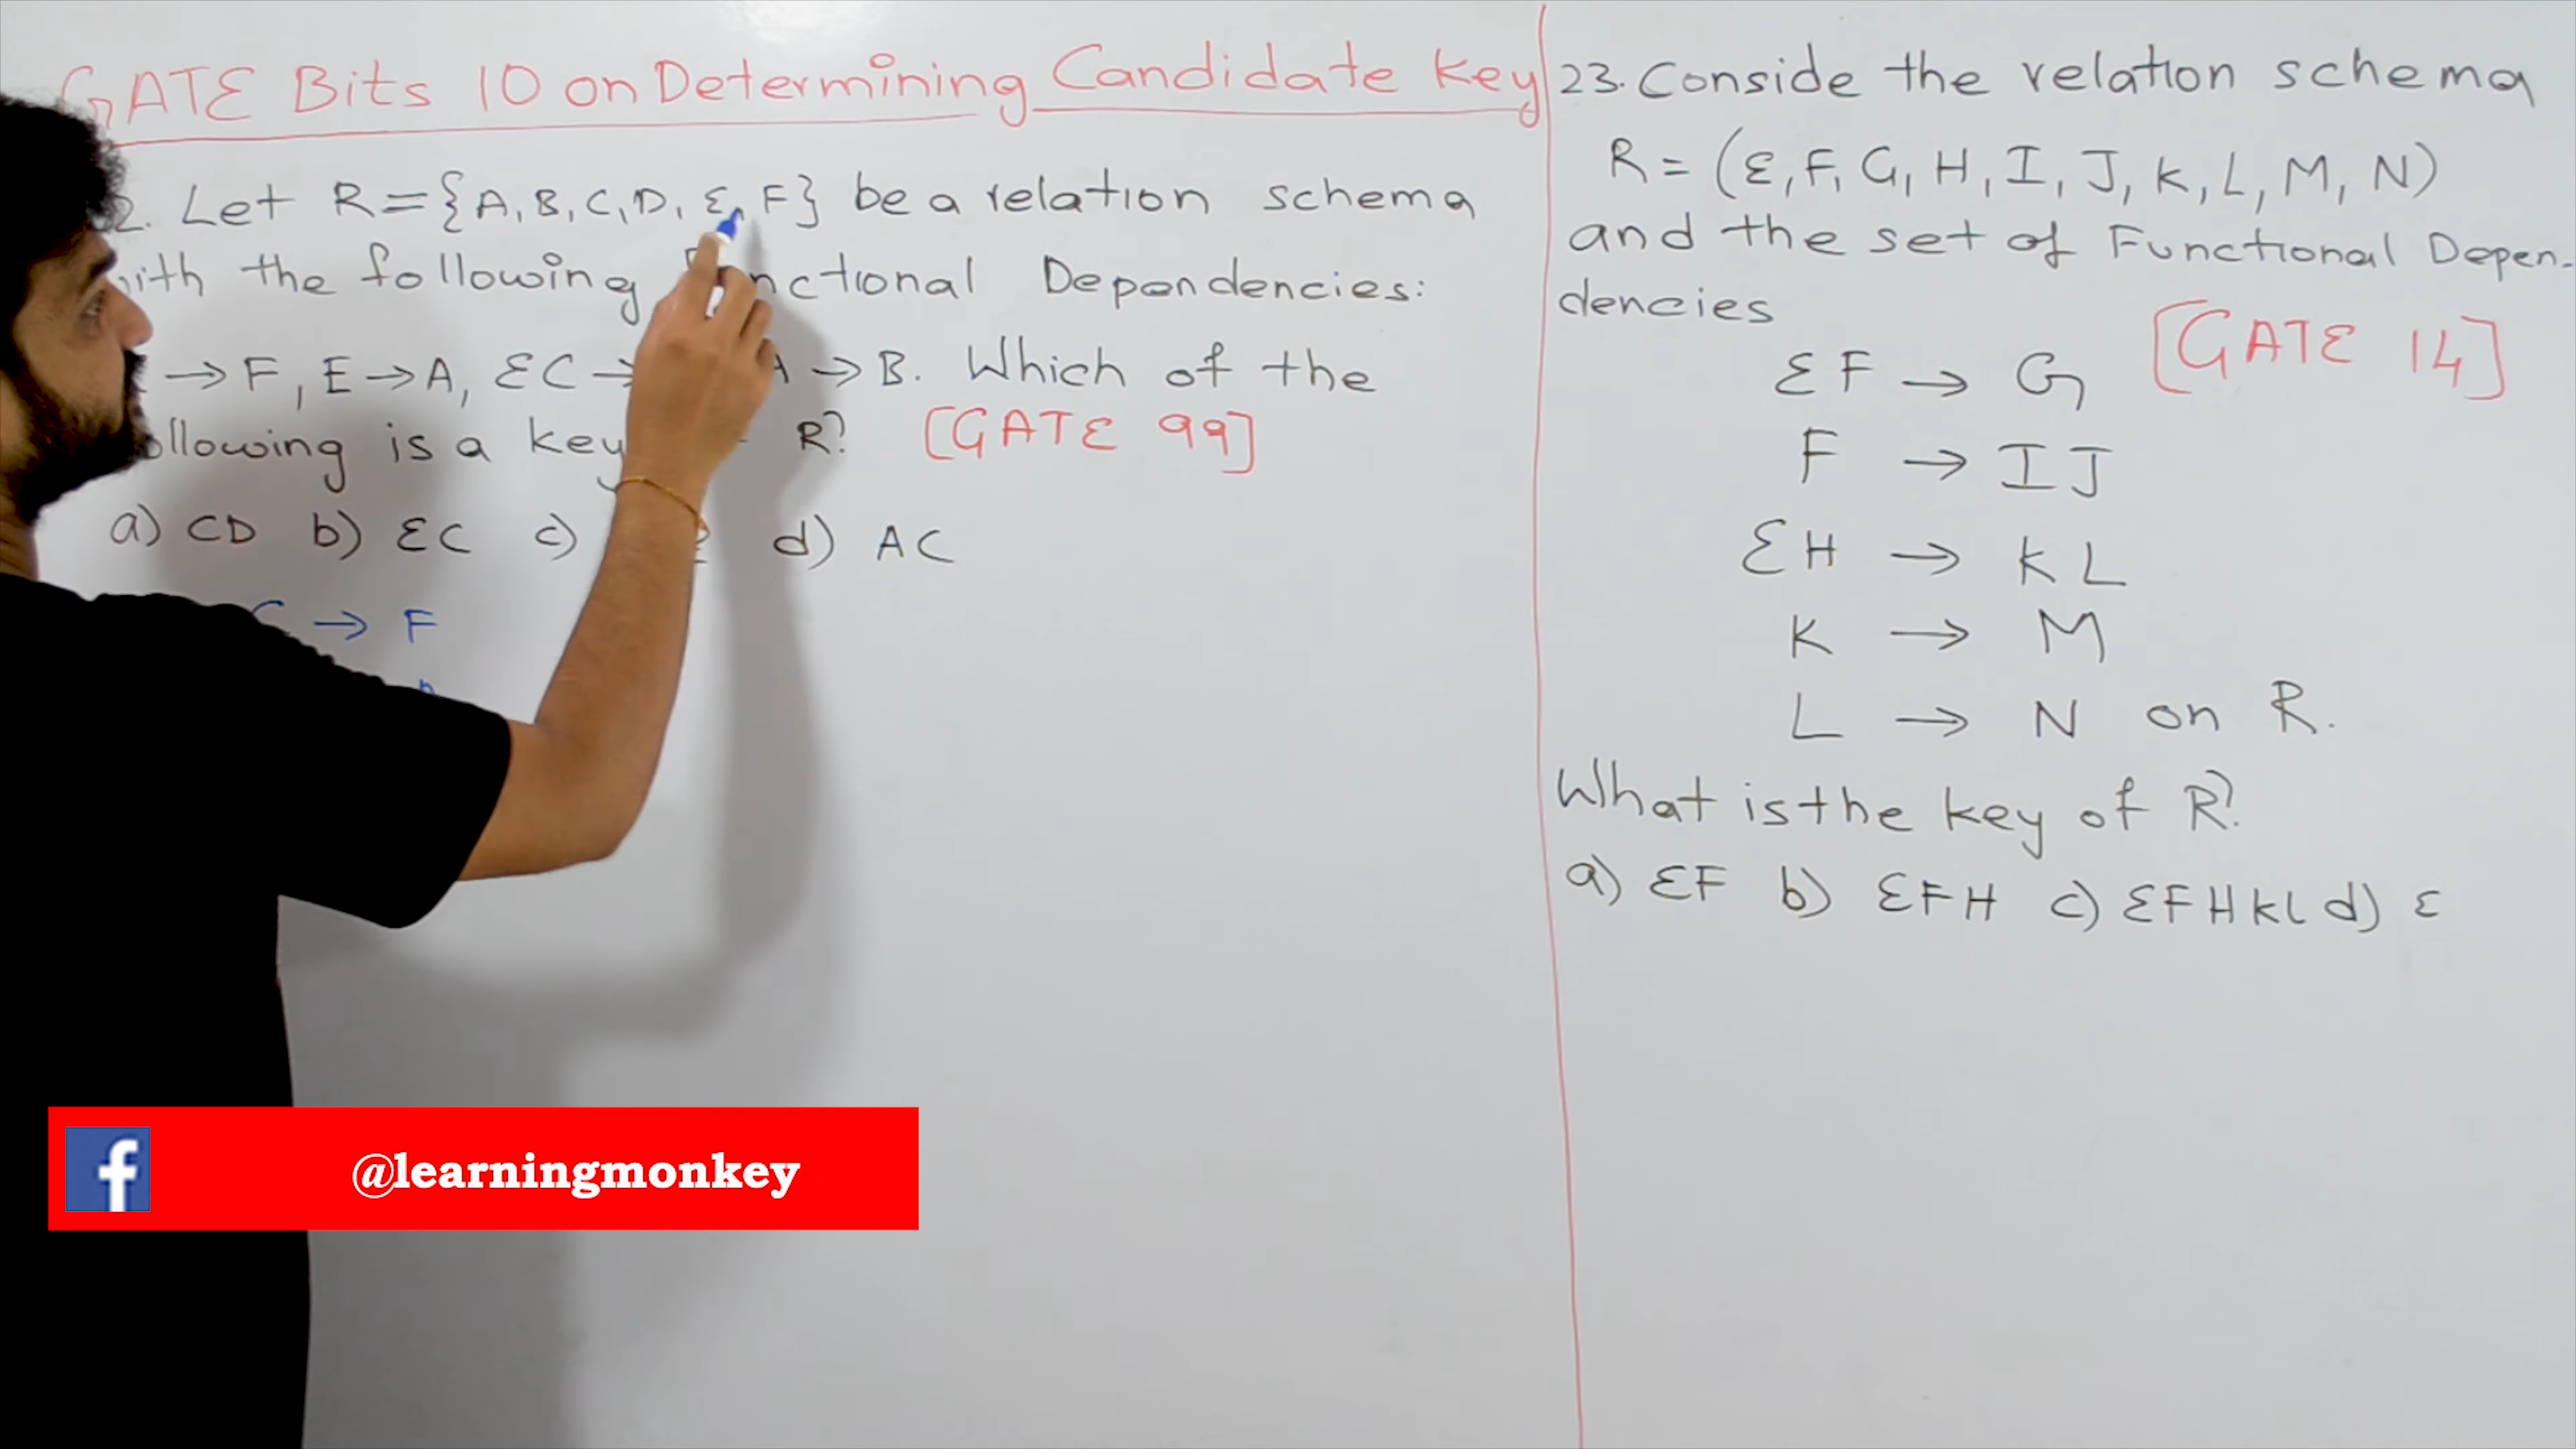 GATE Bits 10 on Determining Candidate Key
2. Let R = {A, B, C, D, E, F} be a relation schema
with the following Functional Dependencies:
→ F, E → A, EC → A → B. Which of the
following is a key R? [GATE 99]
a) CD b) EC c) d) AC
C → F
23. Conside the relation schema
R = (E, F, G, H, I, J, K, L, M, N)
and the set of Functional Depen-
dencies
[GATE 14]
EF → G
F → IJ
EH → KL
K → M
L → N on R.
What is the key of R?
a) EF b) EFH c) EFHKL d) E
f @learningmonkey